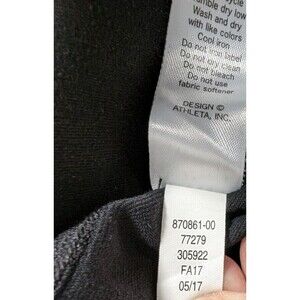 Tumble dry low
Wash and dry
with like colors
Cool iron
Do not iron label
Do not dry clean
Do not bleach
Do not use
fabric softener
DESIGN ©
ATHLETA, INC.
870861-00
77279
305922
FA17
05/17